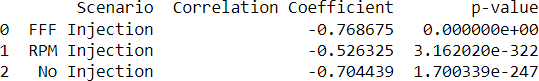 Scenario Correlation Coefficient p-value
0 FFF Injection -0.768675 0.000000e+00
1 RPM Injection -0.526325 3.162020e-322
2 No Injection -0.704439 1.700339e-247